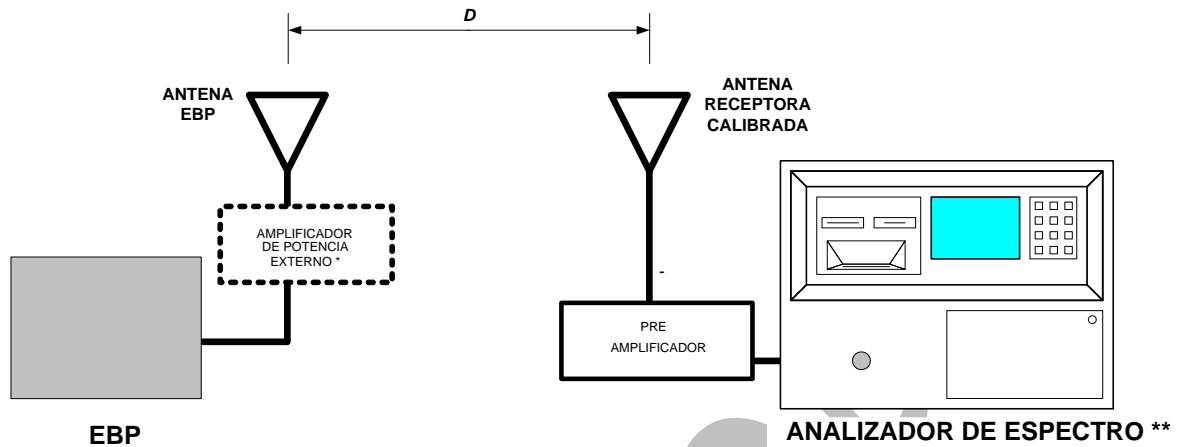 D
ANTENA
EBP
ANTENA
RECEPTORA
CALIBRADA
AMPLIFICADOR
DE POTENCIA
EXTERNO *
PRE
AMPLIFICADOR
EBP
ANALIZADOR DE ESPECTRO **